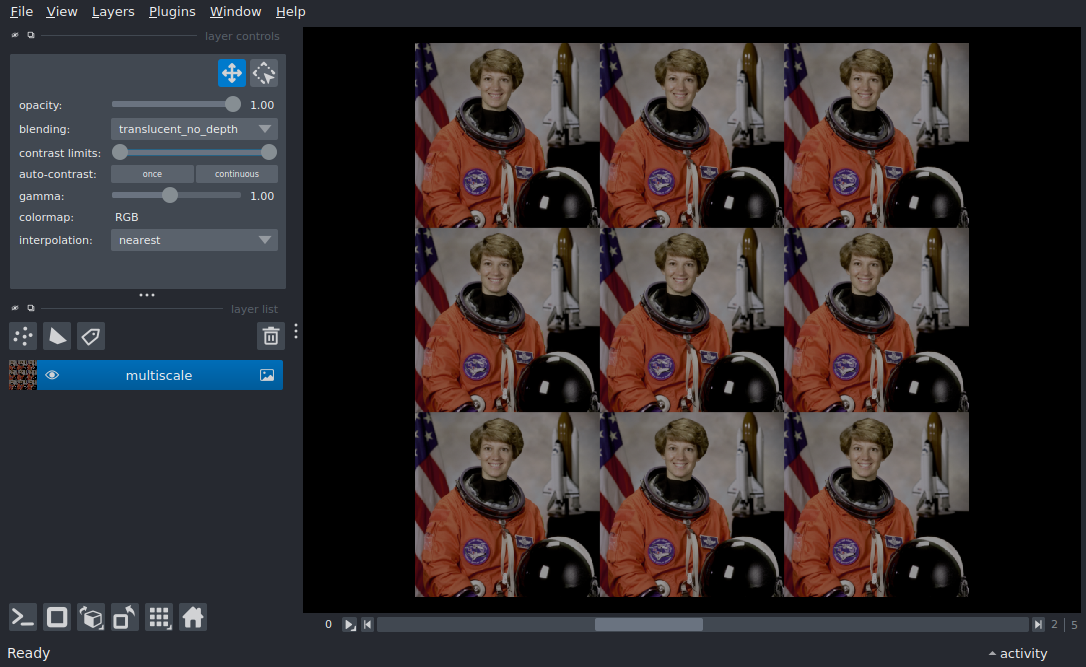 File View Layers Plugins Window Help
layer controls
opacity: 1.00
blending: translucent_no_depth
contrast limits:
auto-contrast: once continuous
gamma: 1.00
colormap: RGB
interpolation: nearest
layer list
multiscale
0 2 | 5
Ready activity